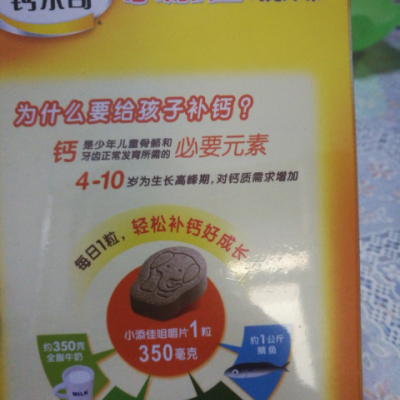 钙尔奇
为什么要给孩子补钙?
钙是少年儿童骨骼和
牙齿正常发育所需的必要元素
4-10岁为生长高峰期,对钙质需求增加
每日1粒,轻松补钙好成长
小添佳咀嚼片1粒
350毫克
约350克
全脂牛奶
约1公斤
鲷鱼
MILK